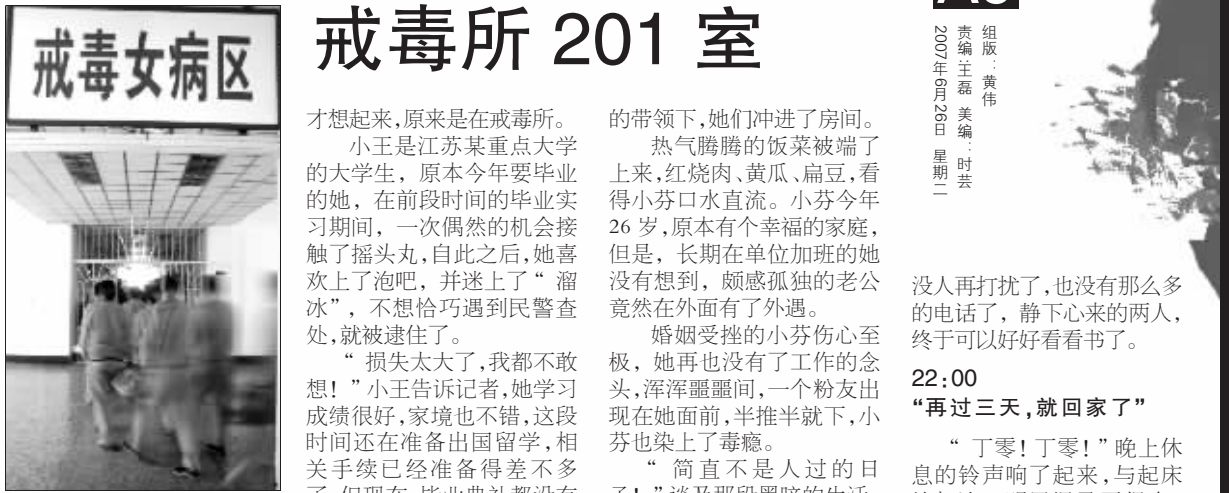 戒毒女病区
戒毒所 201 室
才想起来,原来是在戒毒所。
小王是江苏某重点大学
的大学生，原本今年要毕业
的她，在前段时间的毕业实
习期间，一次偶然的机会接
触了摇头丸,自此之后,她喜
欢上了泡吧，并迷上了“溜
冰”，不想恰巧遇到民警查
处,就被逮住了。
“损失太大了,我都不敢
想！”小王告诉记者,她学习
成绩很好,家境也不错,这段
时间还在准备出国留学,相
关手续已经准备得差不多
的带领下,她们冲进了房间。
热气腾腾的饭菜被端了
上来,红烧肉、黄瓜、扁豆,看
得小芬口水直流。小芬今年
26 岁,原本有个幸福的家庭,
但是，长期在单位加班的她
没有想到，颇感孤独的老公
竟然在外面有了外遇。
婚姻受挫的小芬伤心至
极，她再也没有了工作的念
头,浑浑噩噩间,一个粉友出
现在她面前,半推半就下,小
芬也染上了毒瘾。
“简直不是人过的日
组版：黄伟
责编:王磊 美编：时芸
2007年6月26日 星期二
没人再打扰了,也没有那么多
的电话了，静下心来的两人,
终于可以好好看看书了。
22:00
“再过三天,就回家了”
“丁零！丁零！”晚上休
息的铃声响了起来,与起床